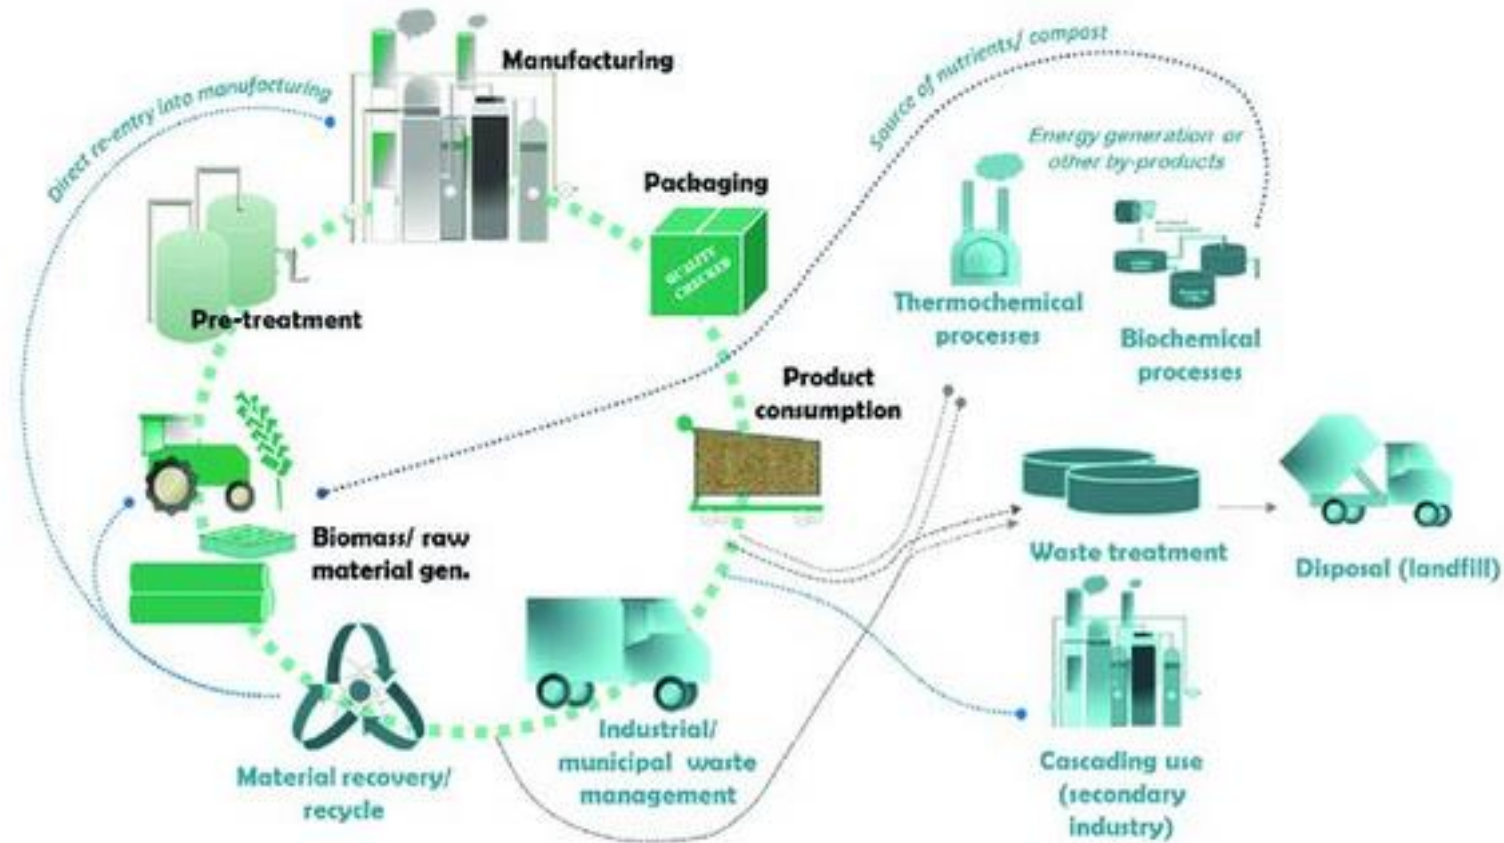 Manufacturing
Direct re-entry into manufacturing
Source of nutrients/ compost
Energy generation or
other by-products
Packaging
QUALITY
CHECKED
Pre-treatment
Thermochemical
processes
Biochemical
processes
Product
consumption
Biomass/ raw
material gen.
Waste treatment
Disposal (landfill)
Industrial/
municipal waste
management
Material recovery/
recycle
Cascading use
(secondary
industry)